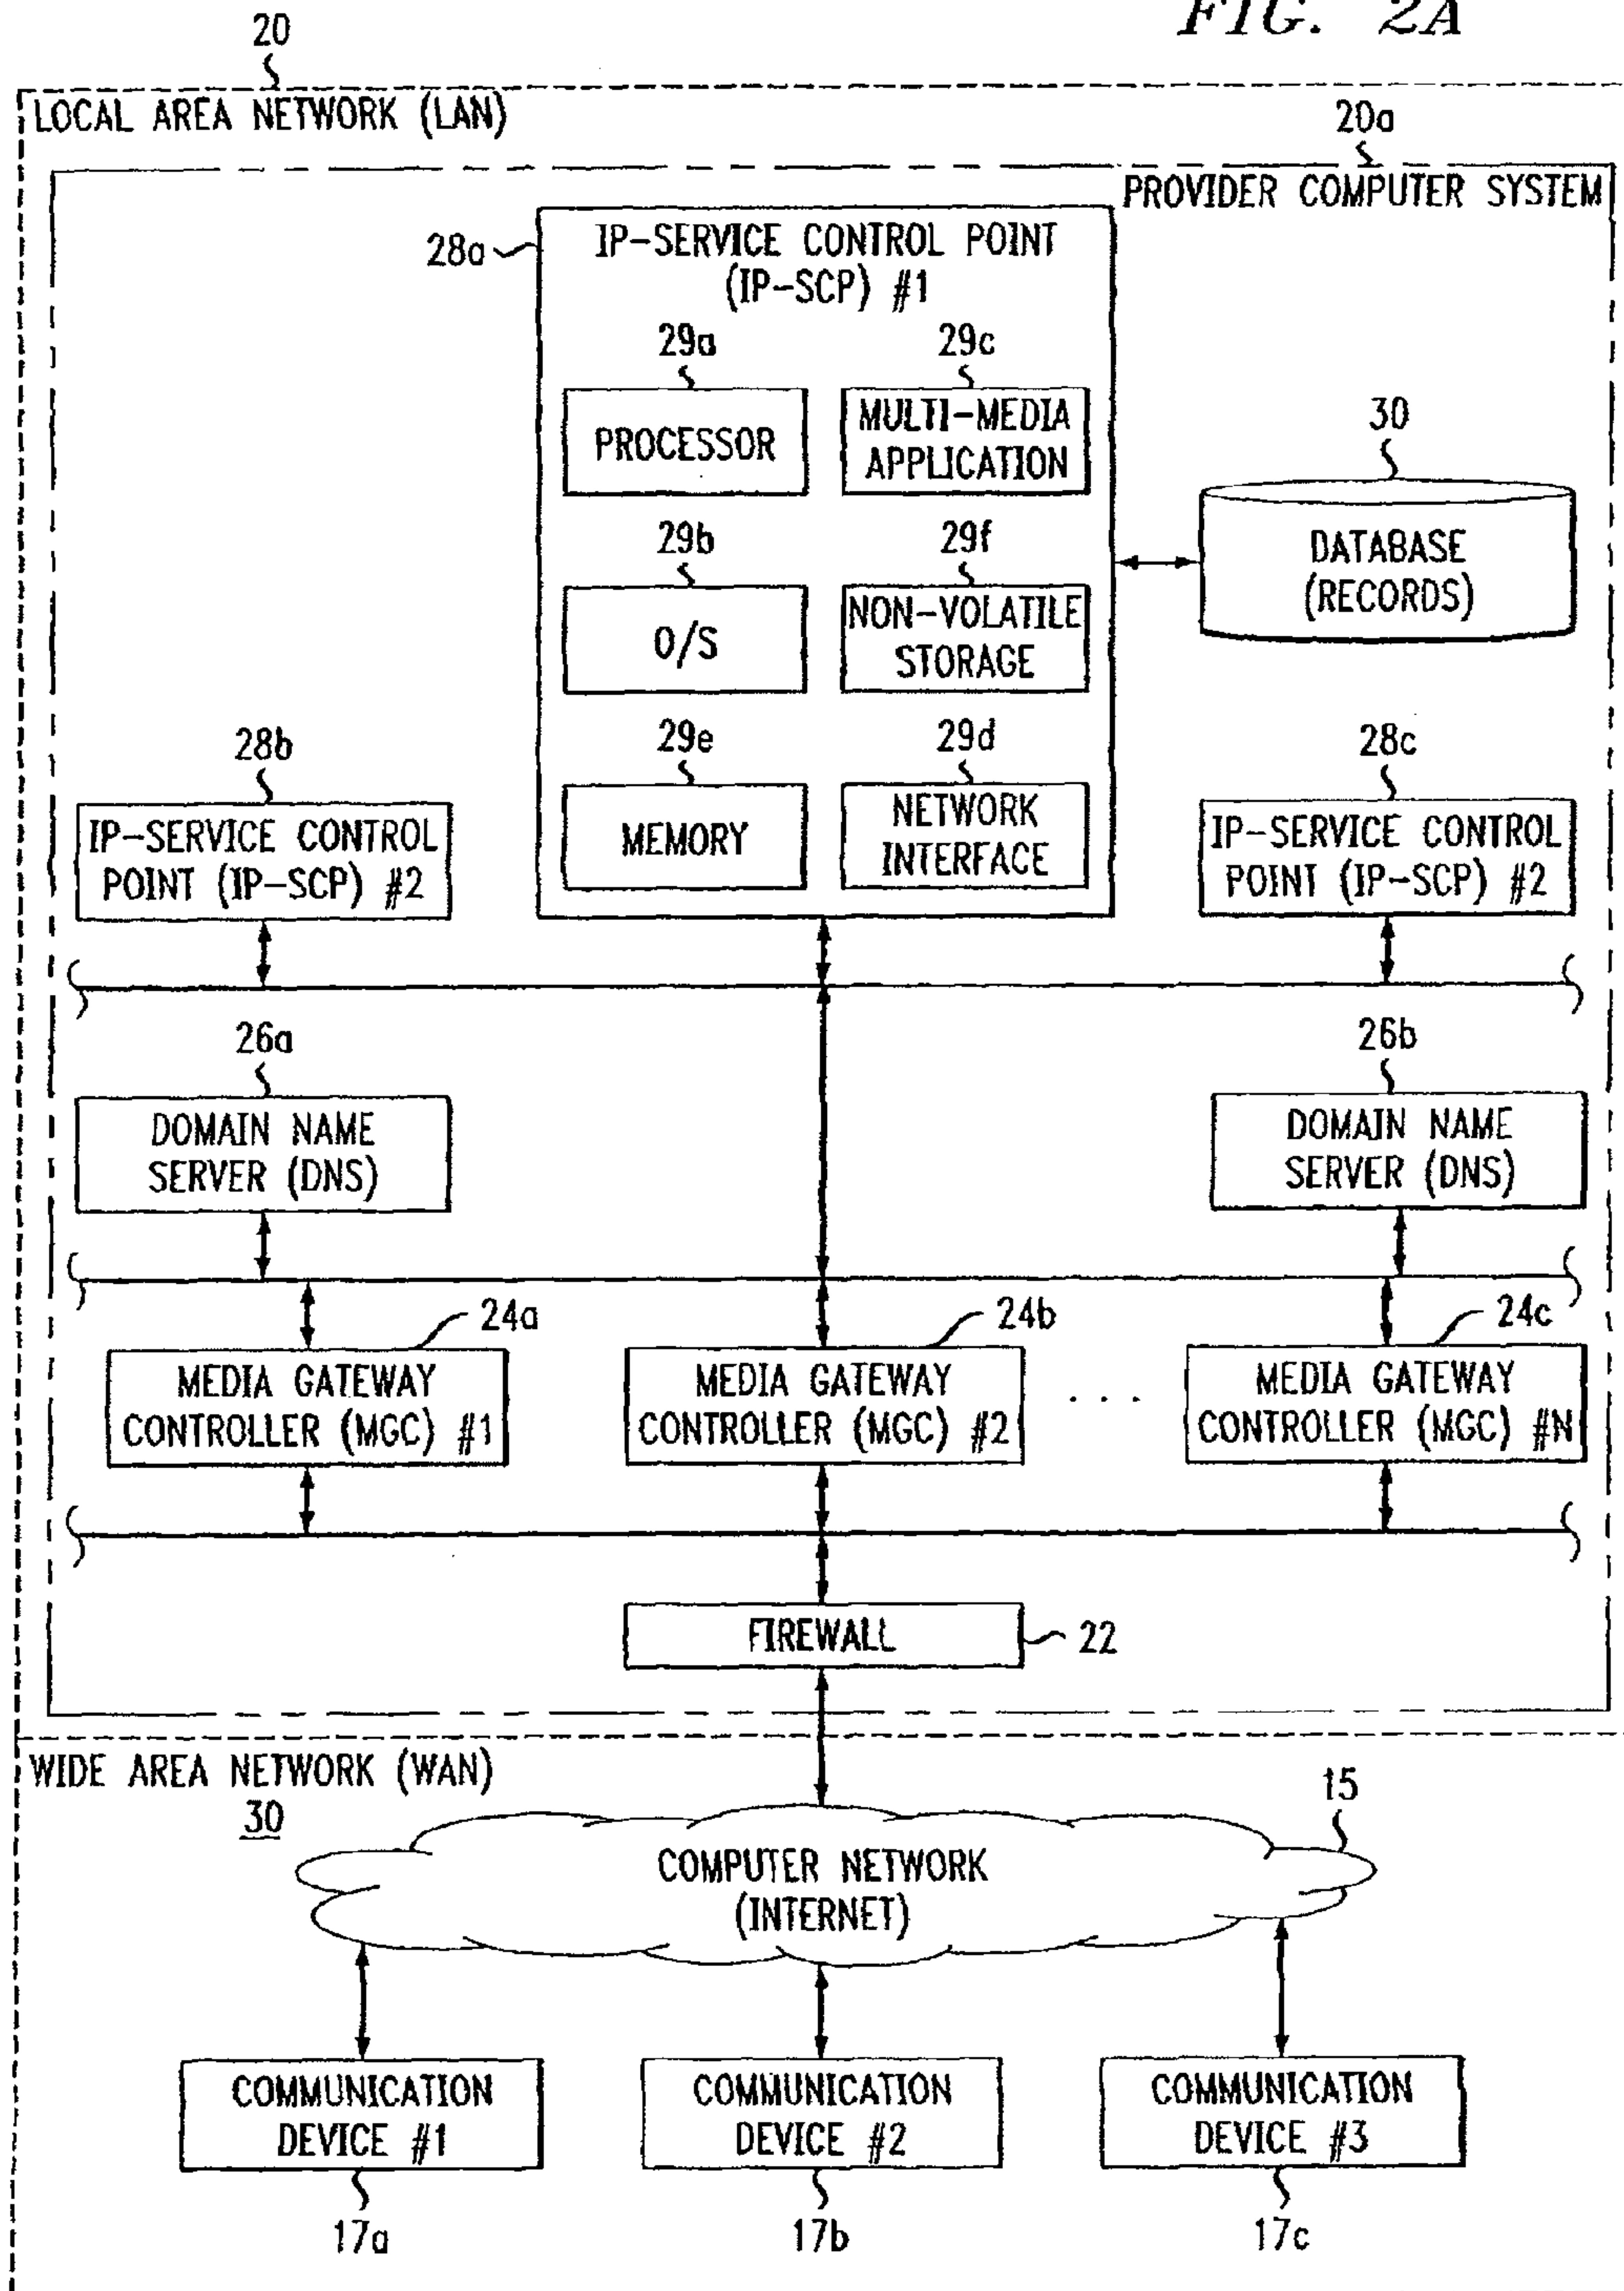 FIG. 2A
20
LOCAL AREA NETWORK (LAN)
20a
PROVIDER COMPUTER SYSTEM
28a
IP-SERVICE CONTROL POINT
(IP-SCP) #1
29a
29c
PROCESSOR
MULTI-MEDIA
APPLICATION
30
DATABASE
(RECORDS)
29b
29f
O/S
NON-VOLATILE
STORAGE
29e
29d
MEMORY
NETWORK
INTERFACE
28b
IP-SERVICE CONTROL
POINT (IP-SCP) #2
28c
IP-SERVICE CONTROL
POINT (IP-SCP) #2
26a
DOMAIN NAME
SERVER (DNS)
26b
DOMAIN NAME
SERVER (DNS)
24a
MEDIA GATEWAY
CONTROLLER (MGC) #1
24b
MEDIA GATEWAY
CONTROLLER (MGC) #2
. . .
24c
MEDIA GATEWAY
CONTROLLER (MGC) #N
FIREWALL
22
WIDE AREA NETWORK (WAN)
30
15
COMPUTER NETWORK
(INTERNET)
COMMUNICATION
DEVICE #1
17a
COMMUNICATION
DEVICE #2
17b
COMMUNICATION
DEVICE #3
17c